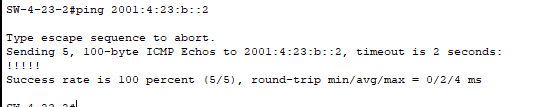 SW-4-23-2#ping 2001:4:23:b::2
Type escape sequence to abort.
Sending 5, 100-byte ICMP Echos to 2001:4:23:b::2, timeout is 2 seconds:
!!!!!
Success rate is 100 percent (5/5), round-trip min/avg/max = 0/2/4 ms
SW-4-23-2#